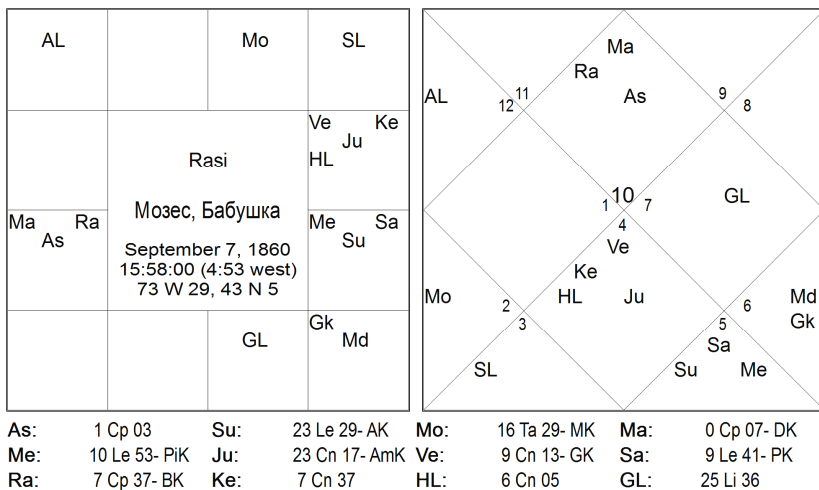 AL Mo SL
Ve Ke
Ju
HL
Rasi
Мозес, Бабушка
September 7, 1860
15:58:00 (4:53 west)
73 W 29, 43 N 5
Ma Ra
As
Me Sa
Su
GL
Gk
Md
Ma
Ra
As
AL
11
12
9
8
10
1 7
4
GL
Ve
Ke
HL Ju
Mo
2
3
SL
6
5
Md
Gk
Sa
Su Me
As: 1 Cp 03 Su: 23 Le 29- AK Mo: 16 Ta 29- MK Ma: 0 Cp 07- DK
Me: 10 Le 53- PiK Ju: 23 Cn 17- AmK Ve: 9 Cn 13- GK Sa: 9 Le 41- PK
Ra: 7 Cp 37- BK Ke: 7 Cn 37 HL: 6 Cn 05 GL: 25 Li 36